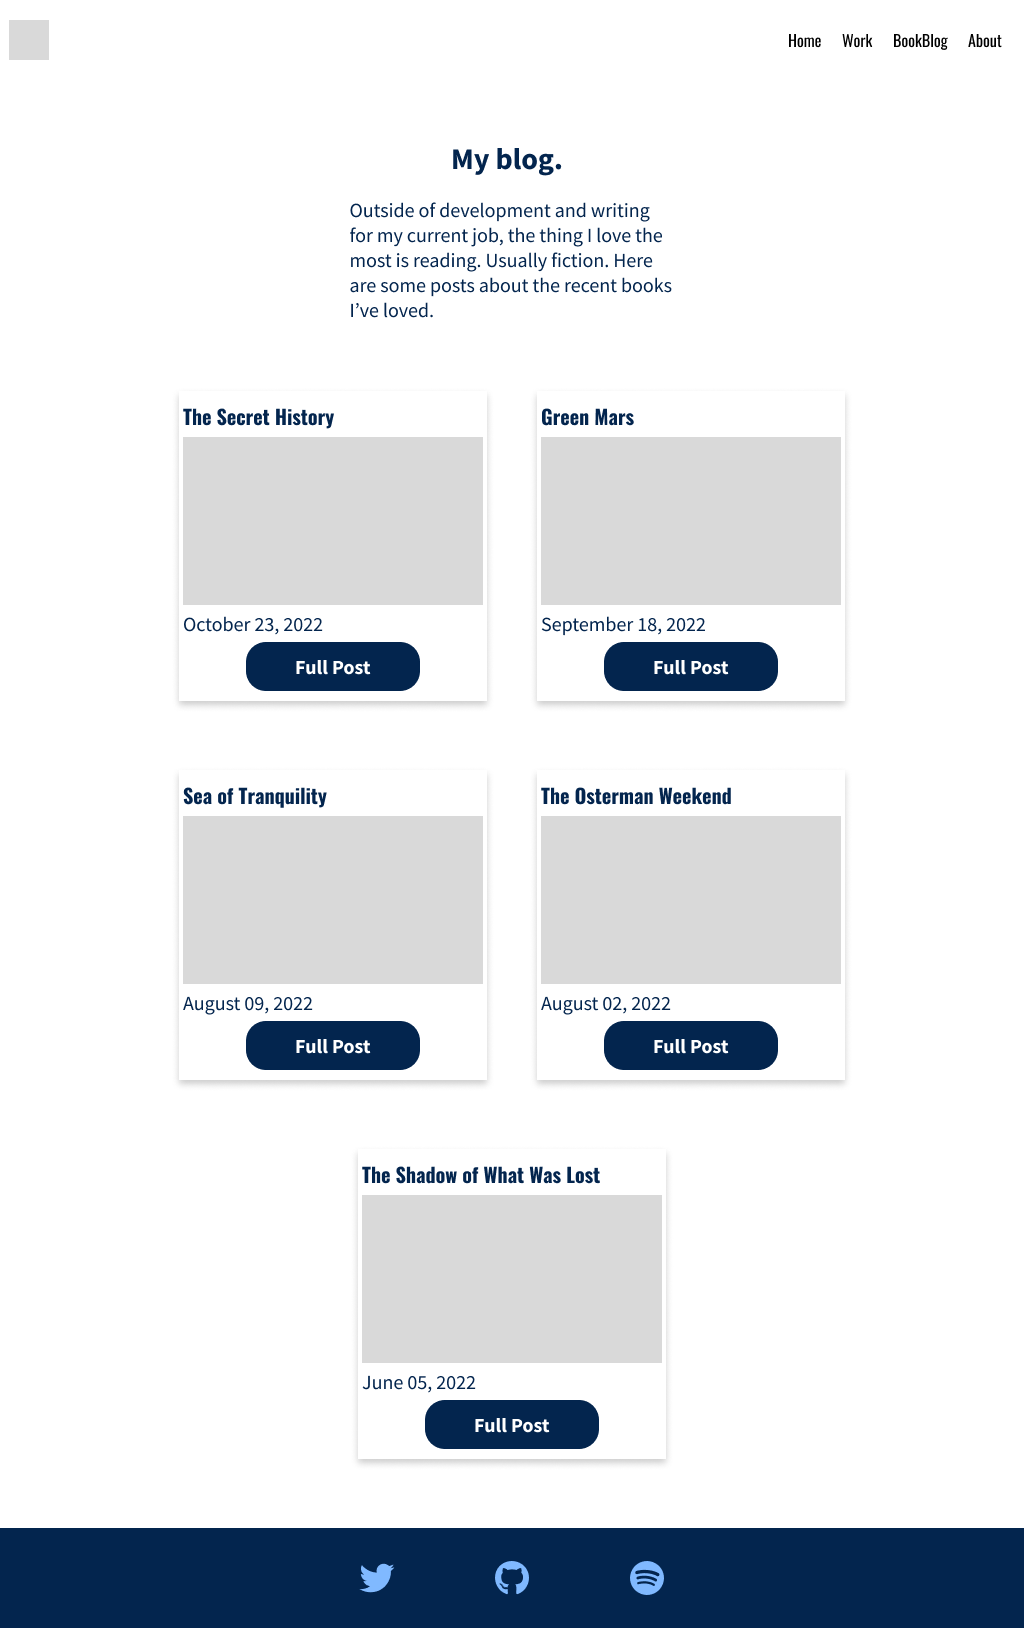 Home Work BookBlog About
My blog.
Outside of development and writing
for my current job, the thing I love the
most is reading. Usually fiction. Here
are some posts about the recent books
I’ve loved.
The Secret History
October 23, 2022
Full Post
Green Mars
September 18, 2022
Full Post
Sea of Tranquility
August 09, 2022
Full Post
The Osterman Weekend
August 02, 2022
Full Post
The Shadow of What Was Lost
June 05, 2022
Full Post